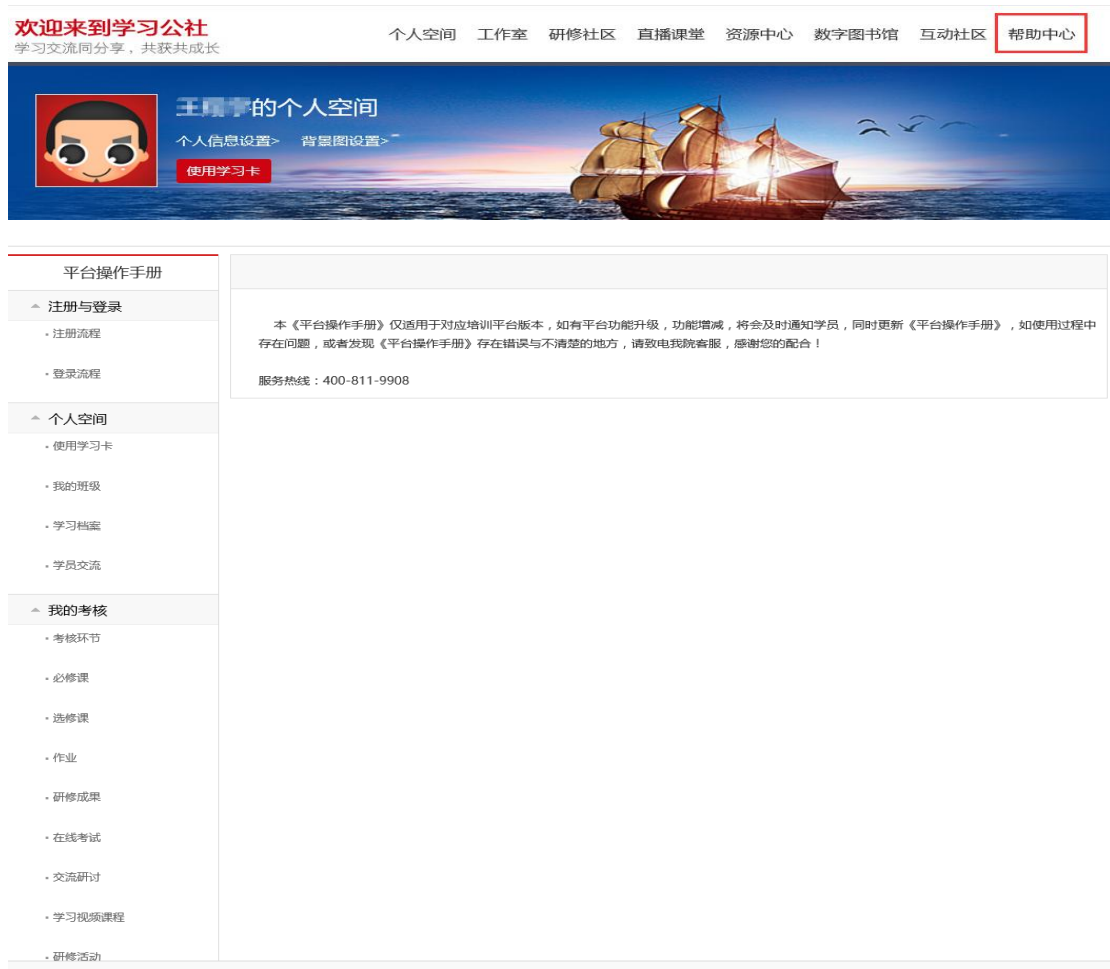 欢迎来到学习公社
学习交流同分享，共获共成长
个人空间 工作室 研修社区 直播课堂 资源中心 数字图书馆 互动社区 帮助中心
的个人空间
个人信息设置> 背景图设置>
使用学习卡
平台操作手册
注册与登录
注册流程
登录流程
个人空间
使用学习卡
我的班级
学习档案
学员交流
我的考核
考核环节
必修课
选修课
作业
研修成果
在线考试
交流研讨
学习视频课程
研修活动
本《平台操作手册》仅适用于对应培训平台版本，如有平台功能升级，功能增减，将会及时通知学员，同时更新《平台操作手册》，如使用过程中
存在问题，或者发现《平台操作手册》存在错误与不清楚的地方，请致电我院客服，感谢您的配合！
服务热线：400-811-9908